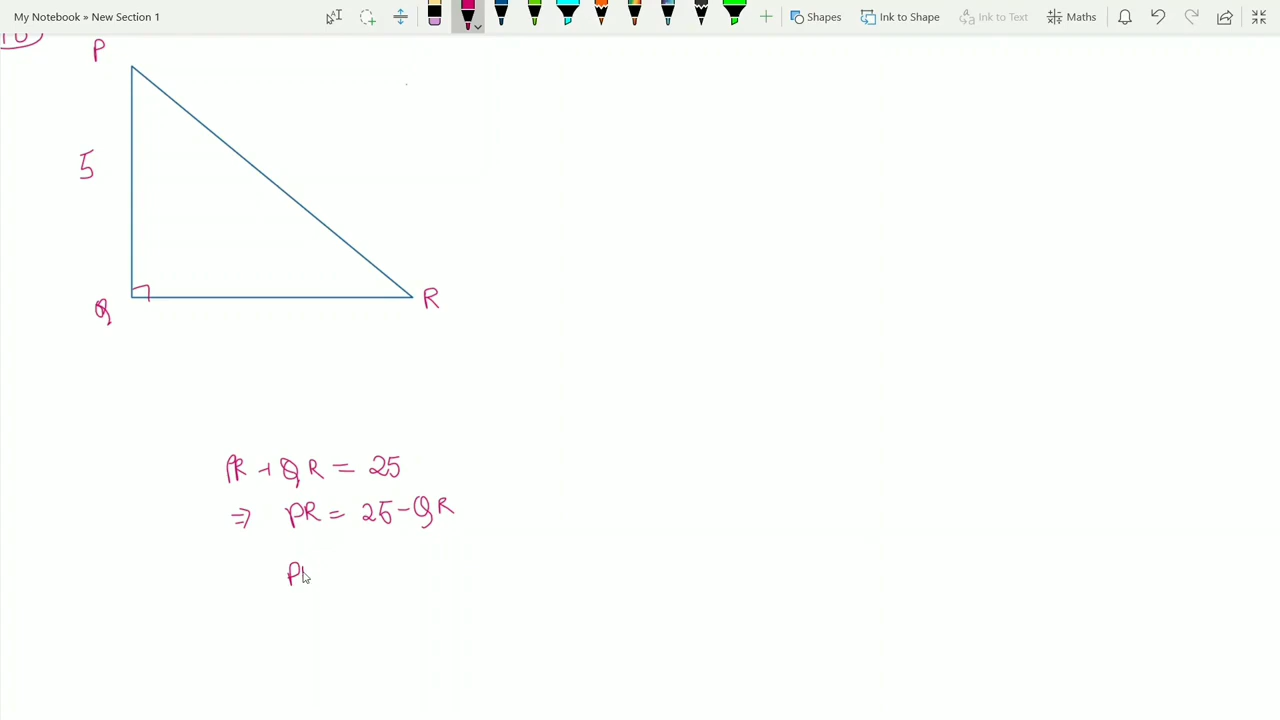 My Notebook » New Section 1
Shapes
Ink to Shape
Ink to Text
Maths
P
5
Q
R
PR + QR = 25
⇒ PR = 25 - QR
P